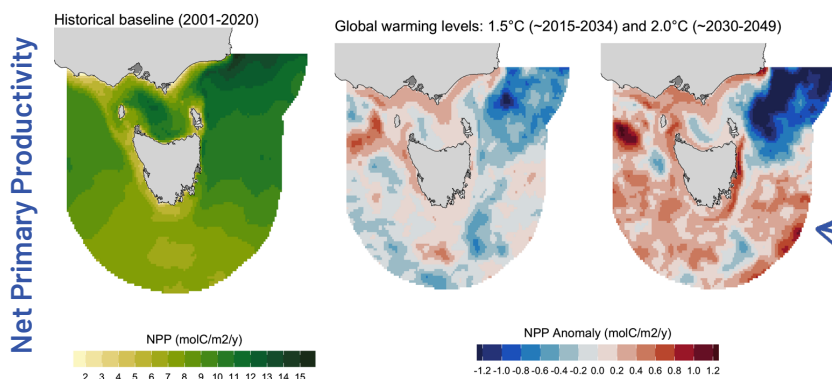 Historical baseline (2001-2020)
Global warming levels: 1.5°C (~2015-2034) and 2.0°C (~2030-2049)
Net Primary Productivity
NPP (molC/m2/y)
2 3 4 5 6 7 8 9 10 11 12 13 14 15
NPP Anomaly (molC/m2/y)
-1.2 -1.0 -0.8 -0.6 -0.4 -0.2 0.0 0.2 0.4 0.6 0.8 1.0 1.2